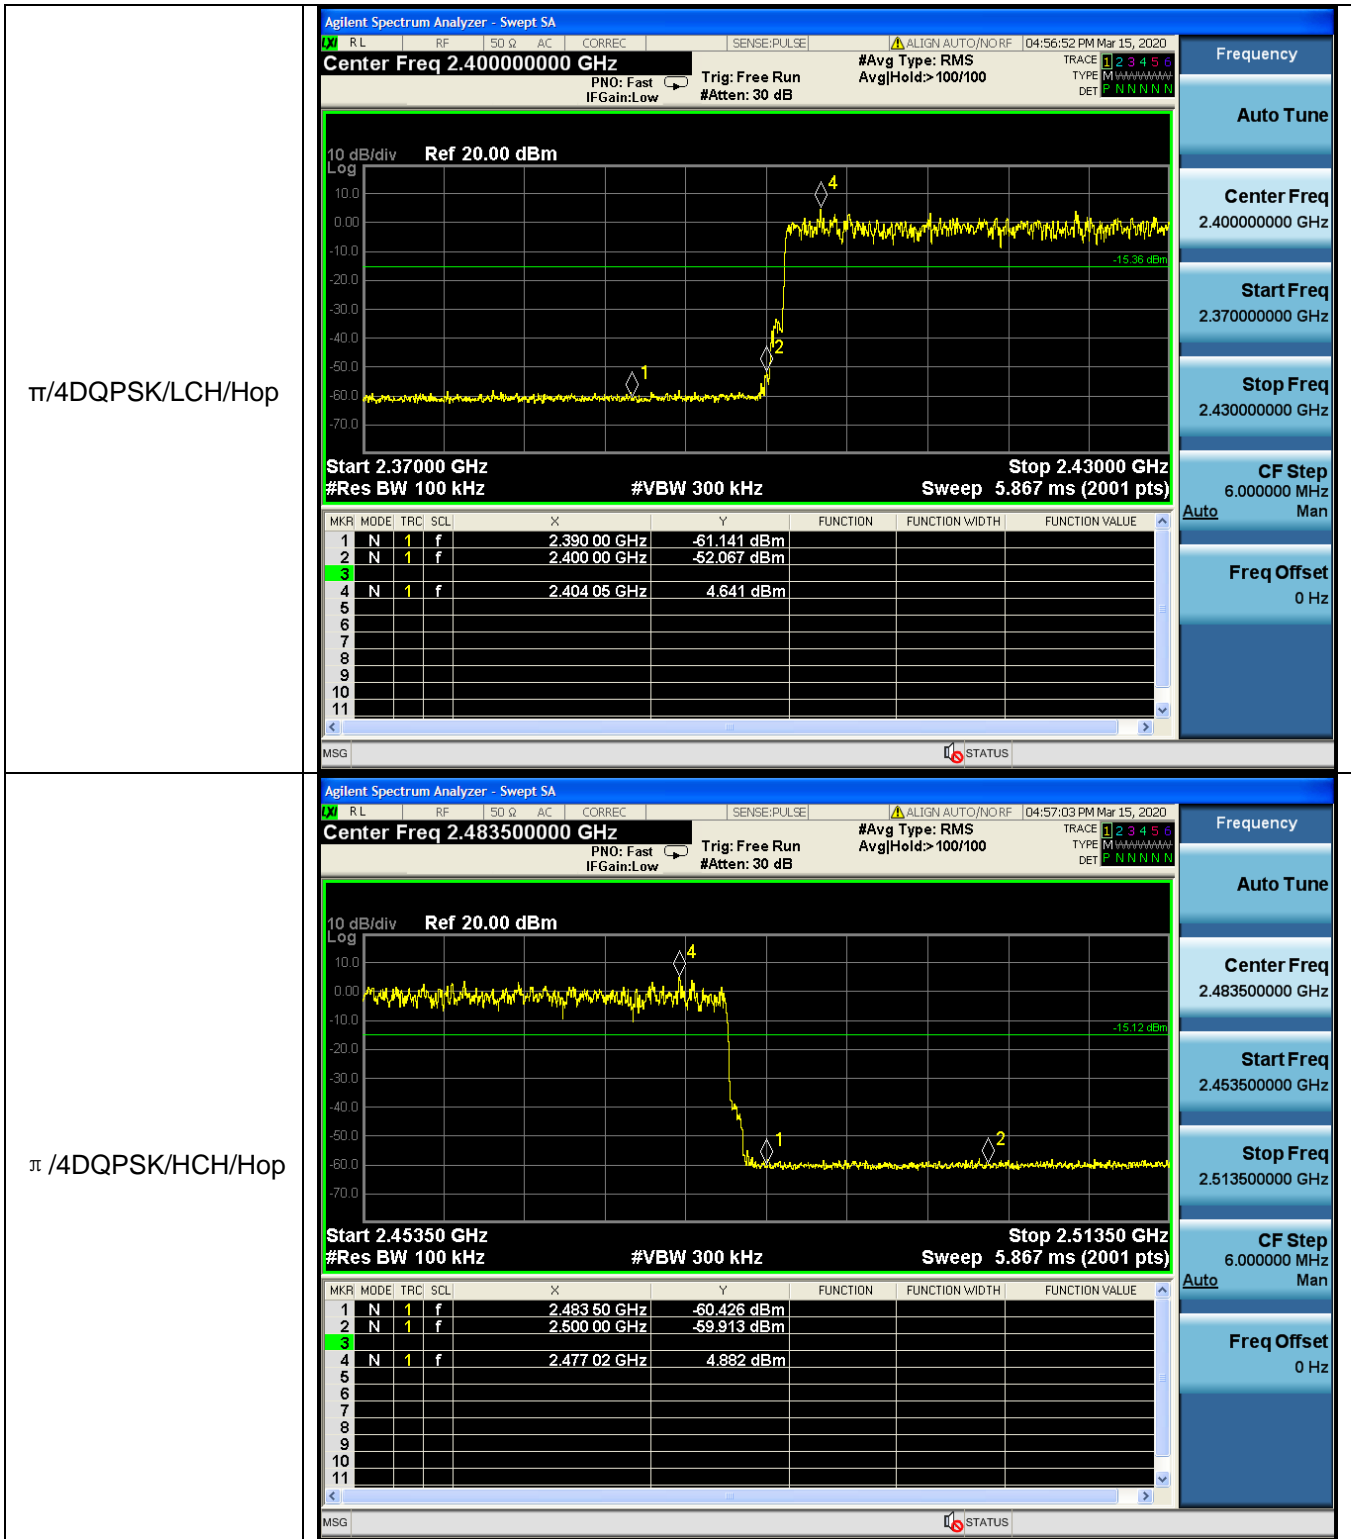 π/4DQPSK/LCH/Hop
Agilent Spectrum Analyzer - Swept SA
LXI RL RF 50 Ω AC CORREC SENSE:PULSE ALIGN AUTO/NO RF 04:56:52 PM Mar 15, 2020
Center Freq 2.400000000 GHz
PNO: Fast
IFGain:Low
Trig: Free Run
#Atten: 30 dB
#Avg Type: RMS
Avg|Hold:>100/100
TRACE 1 2 3 4 5 6
TYPE M
DET P N N N N N
10 dB/div Ref 20.00 dBm
Log
10.0
0.00
-10.0
-20.0
-30.0
-40.0
-50.0
-60.0
-70.0
4
-15.36 dBm
2
1
Start 2.37000 GHz Stop 2.43000 GHz
#Res BW 100 kHz #VBW 300 kHz Sweep 5.867 ms (2001 pts)
MKR MODE TRC SCL X Y FUNCTION FUNCTION WIDTH FUNCTION VALUE
1 N 1 f 2.390 00 GHz -61.141 dBm
2 N 1 f 2.400 00 GHz -52.067 dBm
3
4 N 1 f 2.404 05 GHz 4.641 dBm
5
6
7
8
9
10
11
MSG STATUS
Frequency
Auto Tune
Center Freq
2.400000000 GHz
Start Freq
2.370000000 GHz
Stop Freq
2.430000000 GHz
CF Step
6.000000 MHz
Auto Man
Freq Offset
0 Hz
π/4DQPSK/HCH/Hop
Agilent Spectrum Analyzer - Swept SA
LXI RL RF 50 Ω AC CORREC SENSE:PULSE ALIGN AUTO/NO RF 04:57:03 PM Mar 15, 2020
Center Freq 2.483500000 GHz
PNO: Fast
IFGain:Low
Trig: Free Run
#Atten: 30 dB
#Avg Type: RMS
Avg|Hold:>100/100
TRACE 1 2 3 4 5 6
TYPE M
DET P N N N N N
10 dB/div Ref 20.00 dBm
Log
10.0
0.00
-10.0
-20.0
-30.0
-40.0
-50.0
-60.0
-70.0
4
-15.12 dBm
1
2
Start 2.45350 GHz Stop 2.51350 GHz
#Res BW 100 kHz #VBW 300 kHz Sweep 5.867 ms (2001 pts)
MKR MODE TRC SCL X Y FUNCTION FUNCTION WIDTH FUNCTION VALUE
1 N 1 f 2.483 50 GHz -60.426 dBm
2 N 1 f 2.500 00 GHz -59.913 dBm
3
4 N 1 f 2.477 02 GHz 4.882 dBm
5
6
7
8
9
10
11
MSG STATUS
Frequency
Auto Tune
Center Freq
2.483500000 GHz
Start Freq
2.453500000 GHz
Stop Freq
2.513500000 GHz
CF Step
6.000000 MHz
Auto Man
Freq Offset
0 Hz